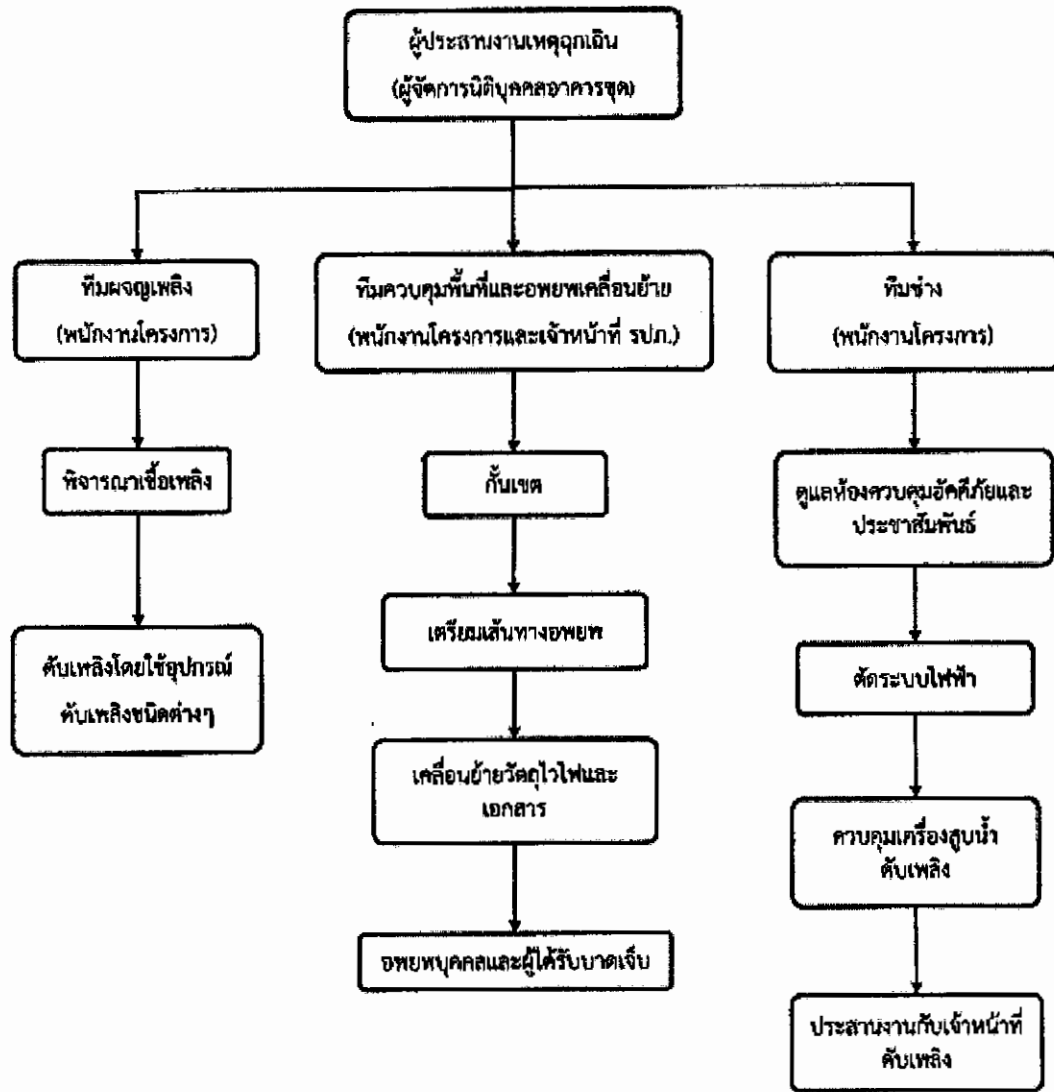 ผู้ประสานงานเหตุฉุกเฉิน
(ผู้จัดการนิติบุคคลอาคารชุด)
ทีมผจญเพลิง
(พนักงานโครงการ)
พิจารณาเชื้อเพลิง
ดับเพลิงโดยใช้อุปกรณ์
ดับเพลิงชนิดต่างๆ
ทีมควบคุมพื้นที่และอพยพเคลื่อนย้าย
(พนักงานโครงการและเจ้าหน้าที่ รปภ.)
กั้นเขต
เตรียมเส้นทางอพยพ
เคลื่อนย้ายวัตถุไวไฟและ
เอกสาร
อพยพบุคคลและผู้ได้รับบาดเจ็บ
ทีมช่าง
(พนักงานโครงการ)
ดูแลห้องควบคุมอัคคีภัยและ
ประชาสัมพันธ์
ตัดระบบไฟฟ้า
ควบคุมเครื่องสูบน้ำ
ดับเพลิง
ประสานงานกับเจ้าหน้าที่
ดับเพลิง